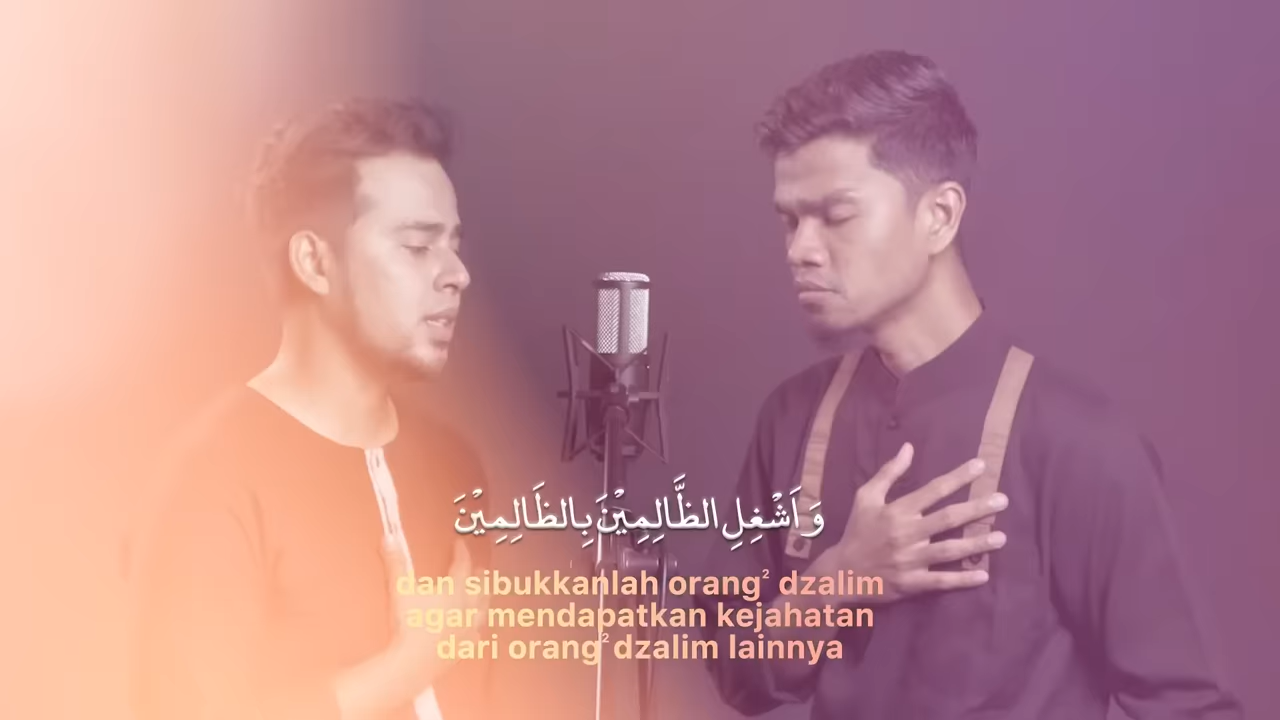 وَاَشْغِلِ الظَّالِمِيْنَ بِالظَالِمِيْنَ
dan sibukkanlah orang² dzalim
agar mendapatkan kejahatan
dari orang² dzalim lainnya